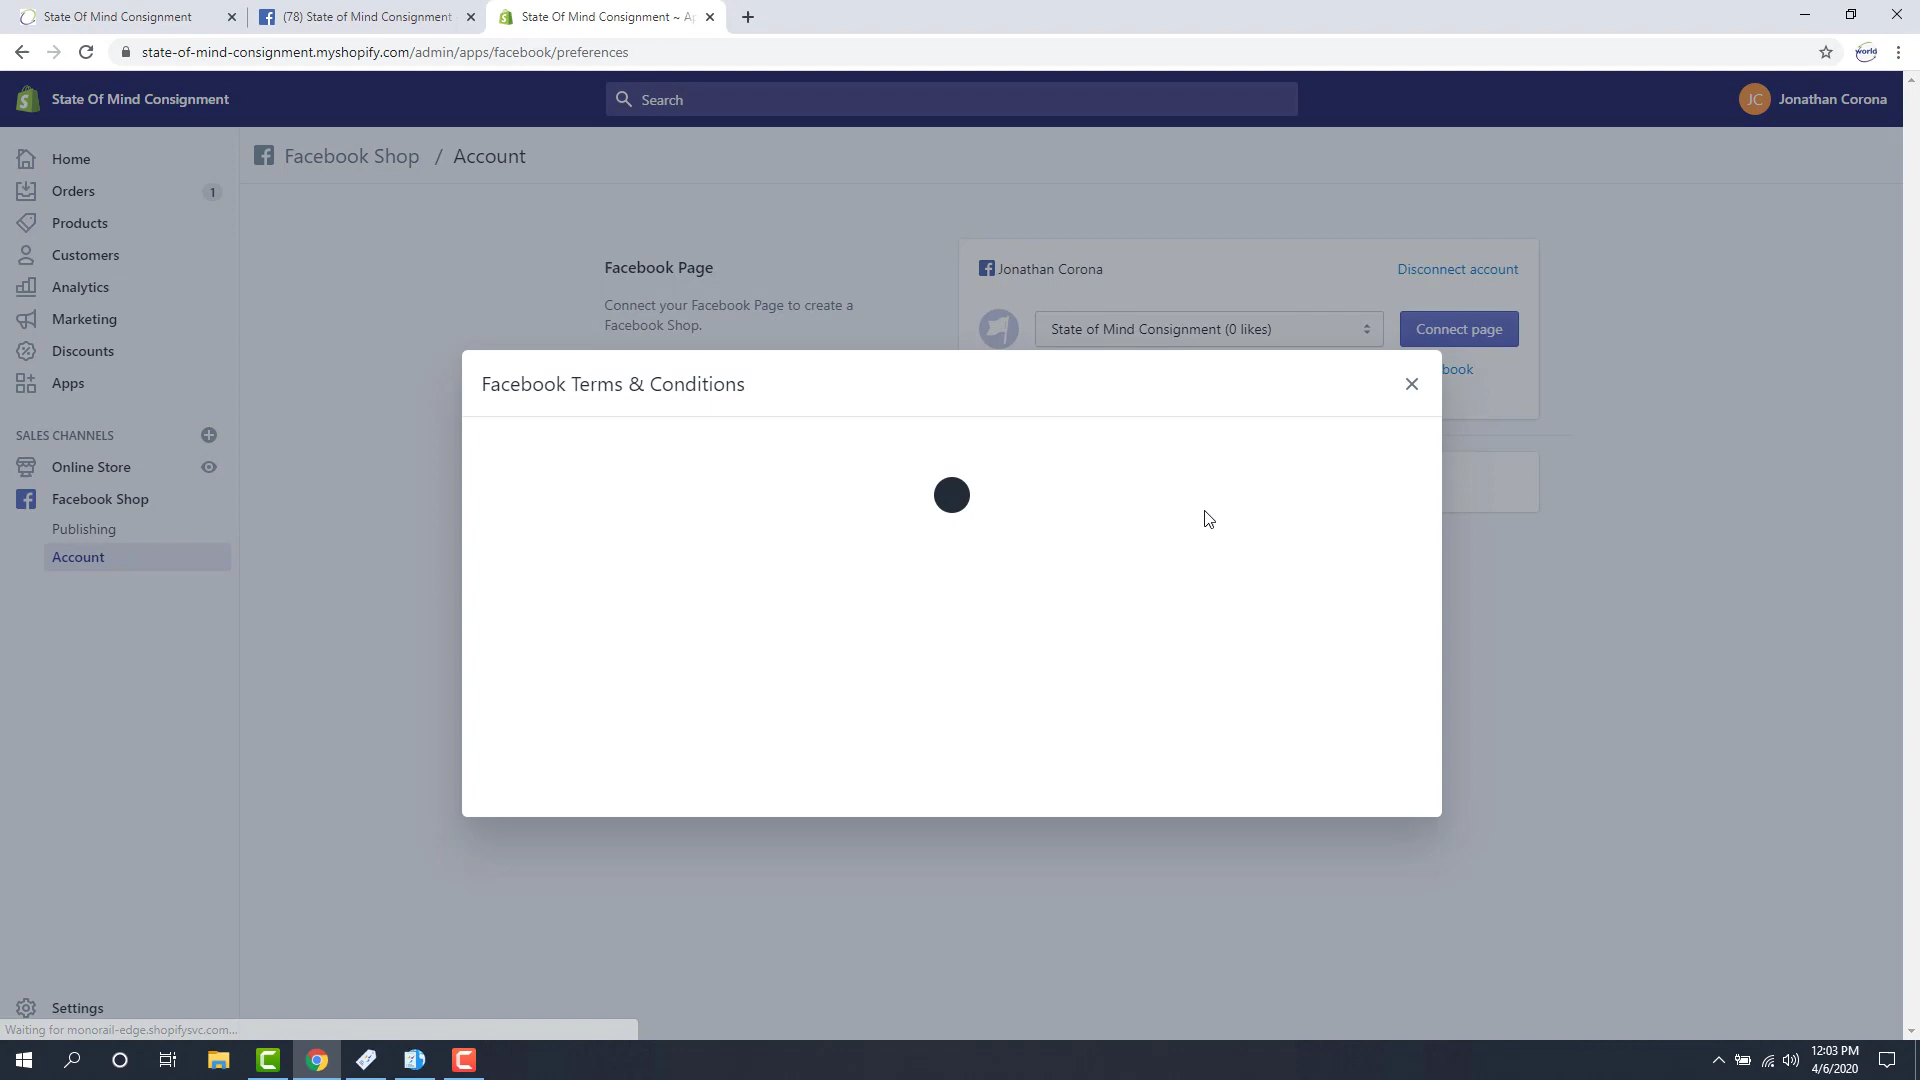 State Of Mind Consignment
(78) State of Mind Consignment
State Of Mind Consignment ~ Ap
state-of-mind-consignment.myshopify.com/admin/apps/facebook/preferences
world
State Of Mind Consignment
Search
JC
Jonathan Corona
Home
Orders
1
Products
Customers
Analytics
Marketing
Discounts
Apps
SALES CHANNELS
Online Store
Facebook Shop
Publishing
Account
Settings
Facebook Shop / Account
Facebook Page
Connect your Facebook Page to create a
Facebook Shop.
Jonathan Corona
Disconnect account
State of Mind Consignment (0 likes)
Connect page
book
Facebook Terms & Conditions
Waiting for monorail-edge.shopifysvc.com...
12:03 PM
4/6/2020